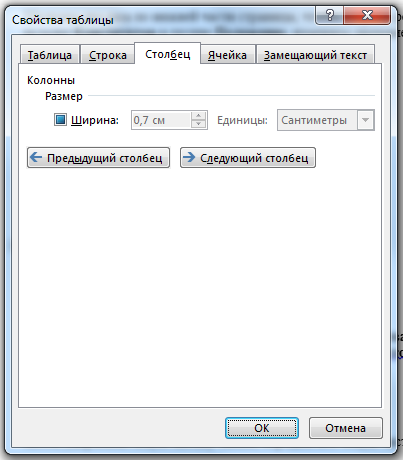 Свойства таблицы
Таблица Строка Столбец Ячейка Замещающий текст
Колонны
Размер
Ширина: 0,7 см Единицы: Сантиметры
Предыдущий столбец Следующий столбец
ОК Отмена